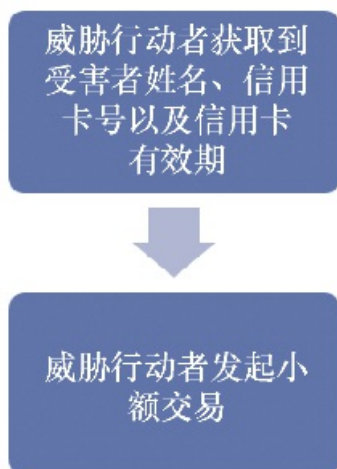 威胁行动者获取到
受害者姓名、信用
卡号以及信用卡
有效期
威胁行动者发起小
额交易